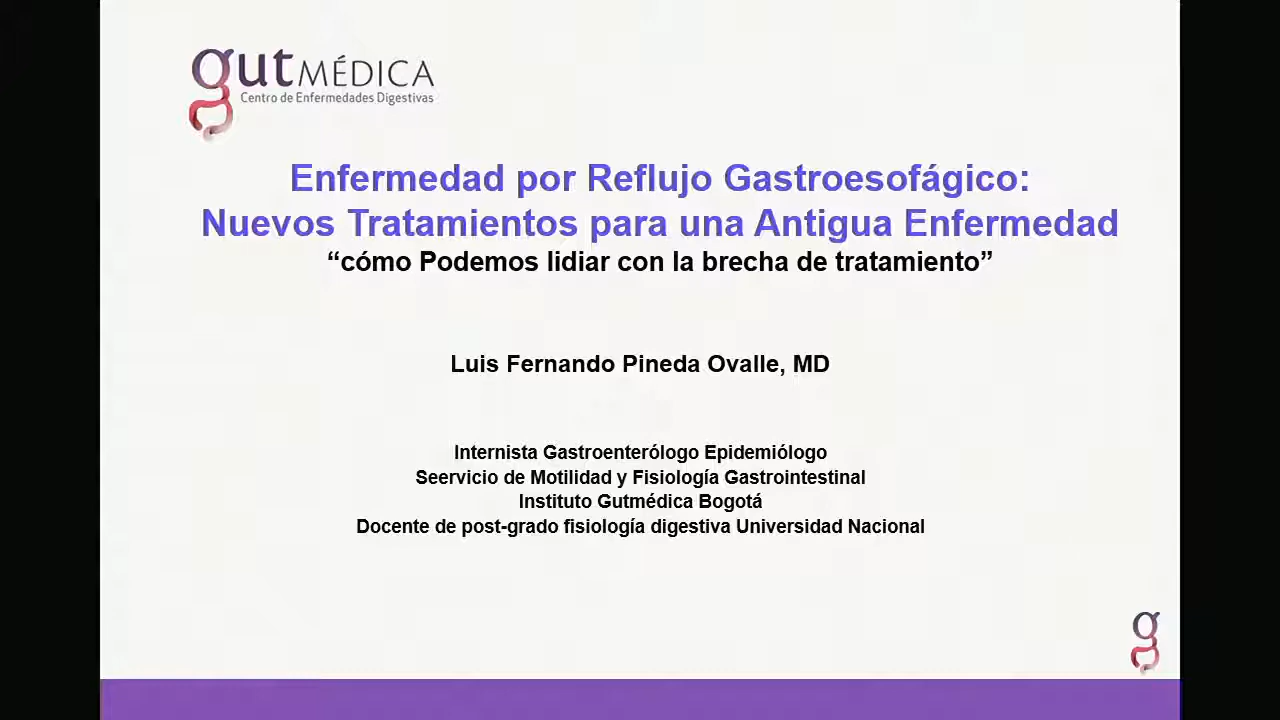 gutMÉDICA
Centro de Enfermedades Digestivas
Enfermedad por Reflujo Gastroesofágico:
Nuevos Tratamientos para una Antigua Enfermedad
“cómo Podemos lidiar con la brecha de tratamiento”
Luis Fernando Pineda Ovalle, MD
Internista Gastroenterólogo Epidemiólogo
Seervicio de Motilidad y Fisiología Gastrointestinal
Instituto Gutmédica Bogotá
Docente de post-grado fisiología digestiva Universidad Nacional
g